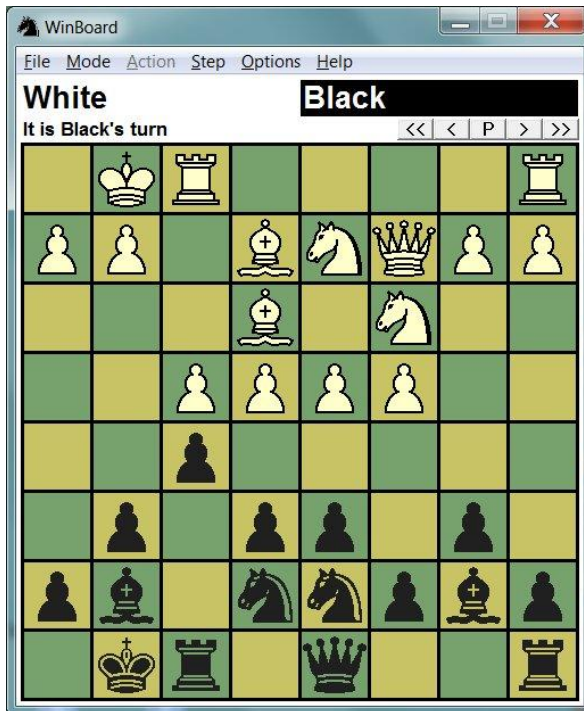 WinBoard
File Mode Action Step Options Help
White Black
It is Black's turn << < P > >>